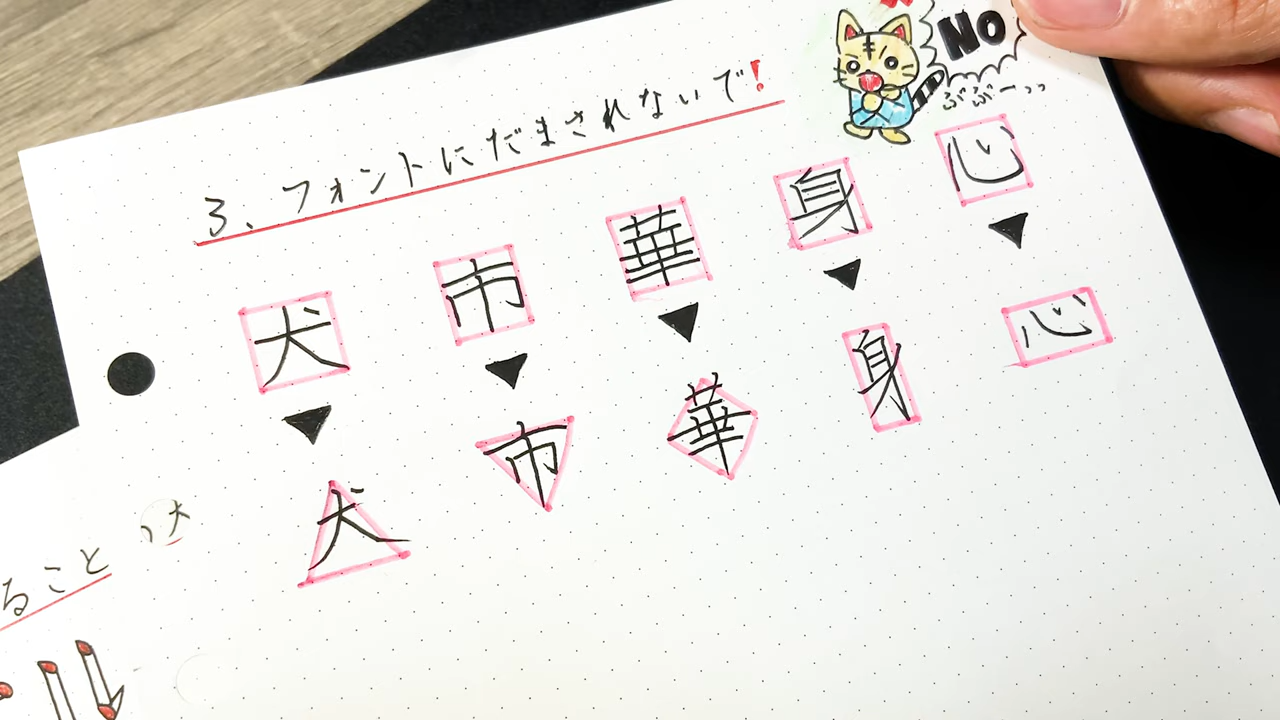 NO
ぶぶーっっ
3、フォントにだまされないで!
犬 市 華 身 心
犬 市 華 身 心
ること